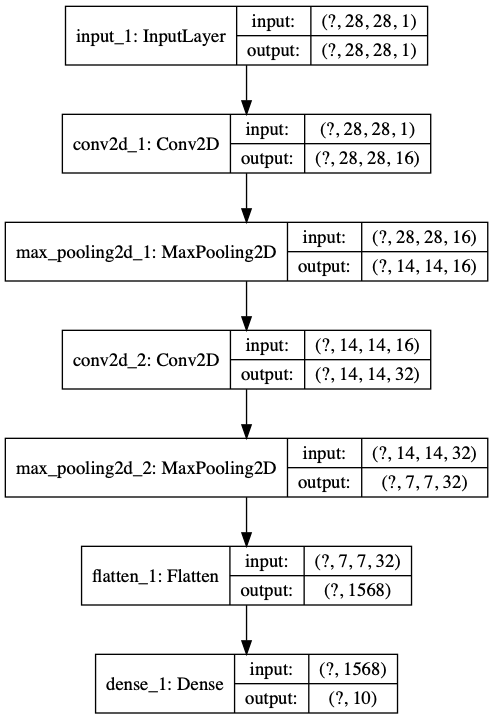 input_1: InputLayer
input:
(?, 28, 28, 1)
output:
(?, 28, 28, 1)
conv2d_1: Conv2D
input:
(?, 28, 28, 1)
output:
(?, 28, 28, 16)
max_pooling2d_1: MaxPooling2D
input:
(?, 28, 28, 16)
output:
(?, 14, 14, 16)
conv2d_2: Conv2D
input:
(?, 14, 14, 16)
output:
(?, 14, 14, 32)
max_pooling2d_2: MaxPooling2D
input:
(?, 14, 14, 32)
output:
(?, 7, 7, 32)
flatten_1: Flatten
input:
(?, 7, 7, 32)
output:
(?, 1568)
dense_1: Dense
input:
(?, 1568)
output:
(?, 10)